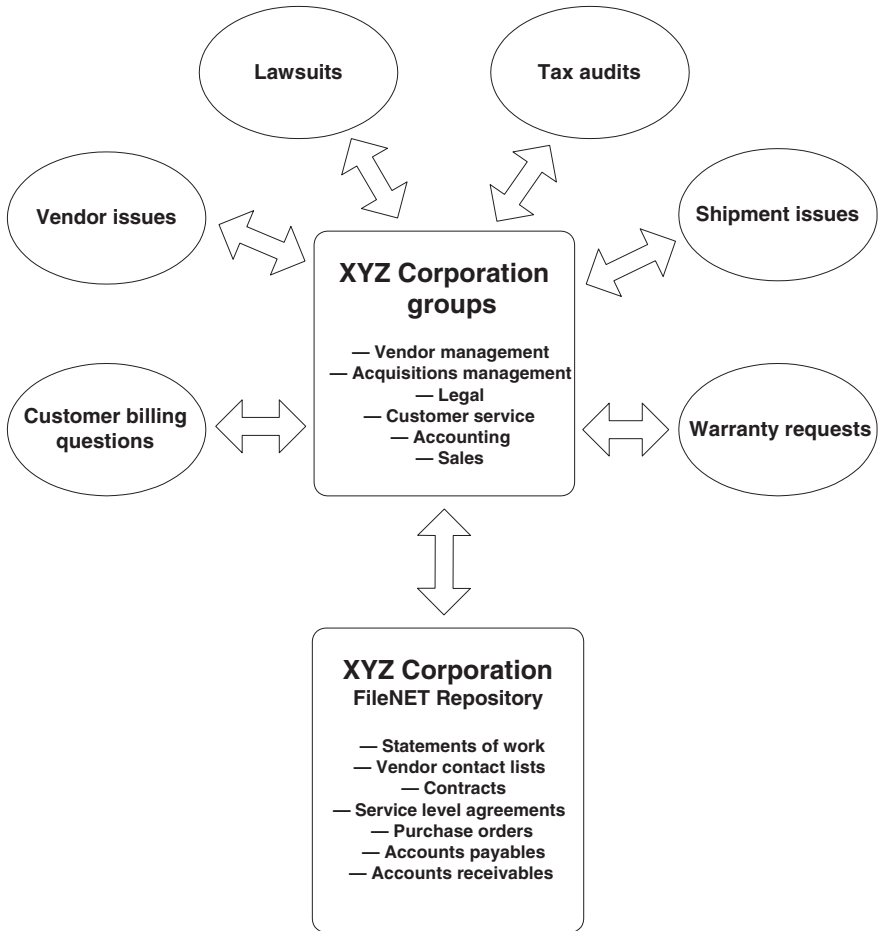 Lawsuits
Tax audits
Vendor issues
Shipment issues
XYZ Corporation
groups
— Vendor management
— Acquisitions management
— Legal
— Customer service
— Accounting
— Sales
Customer billing
questions
Warranty requests
XYZ Corporation
FileNET Repository
— Statements of work
— Vendor contact lists
— Contracts
— Service level agreements
— Purchase orders
— Accounts payables
— Accounts receivables